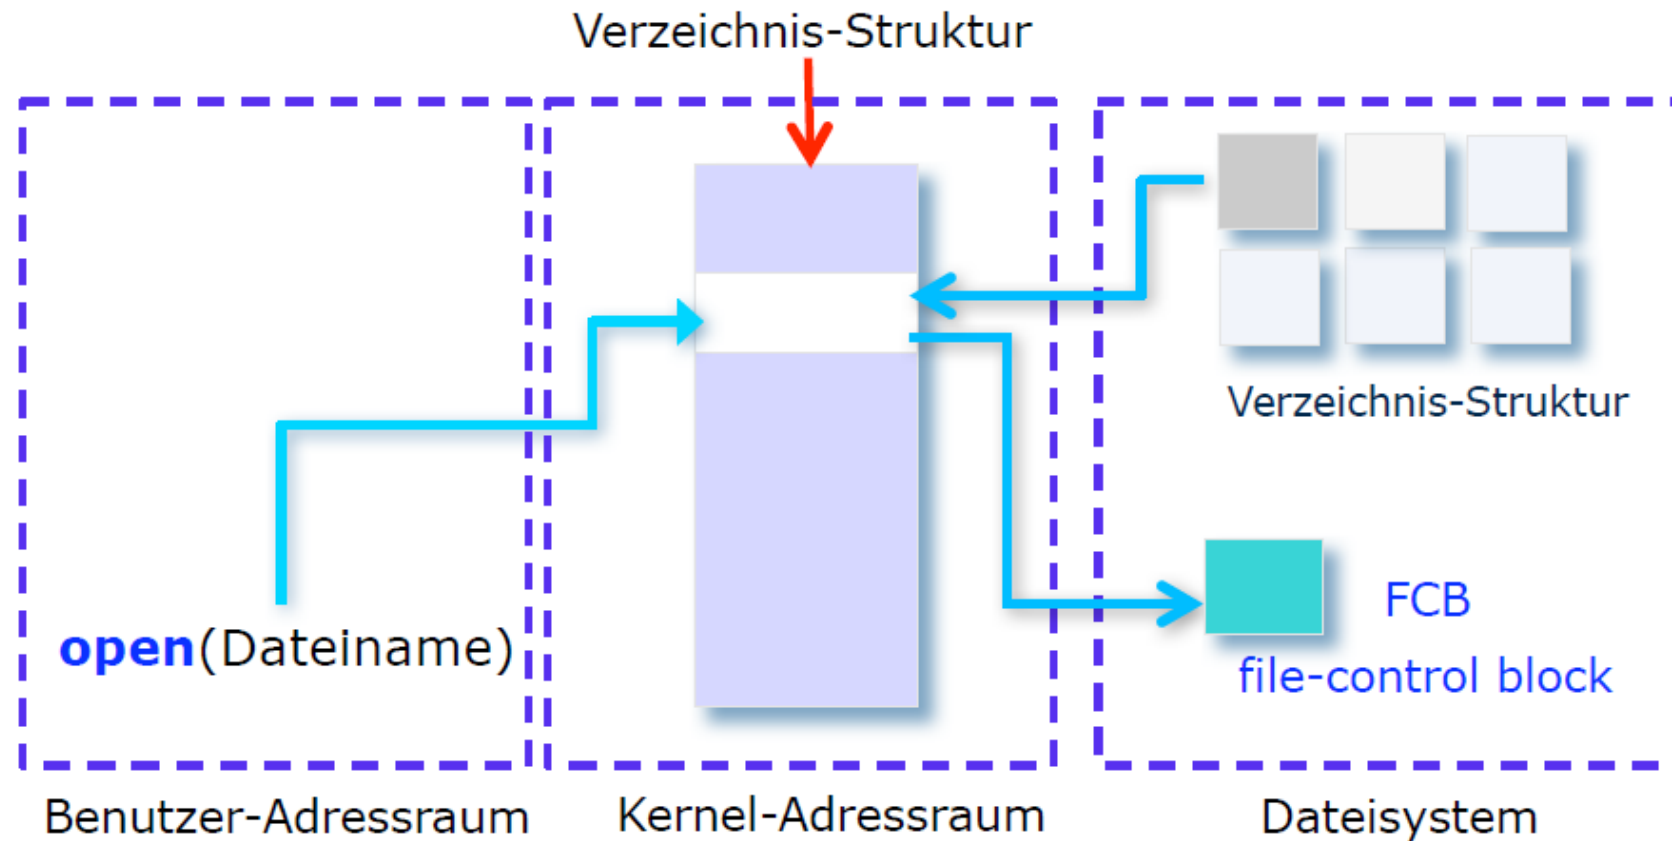 Verzeichnis-Struktur
Verzeichnis-Struktur
open(Dateiname)
FCB
file-control block
Benutzer-Adressraum
Kernel-Adressraum
Dateisystem